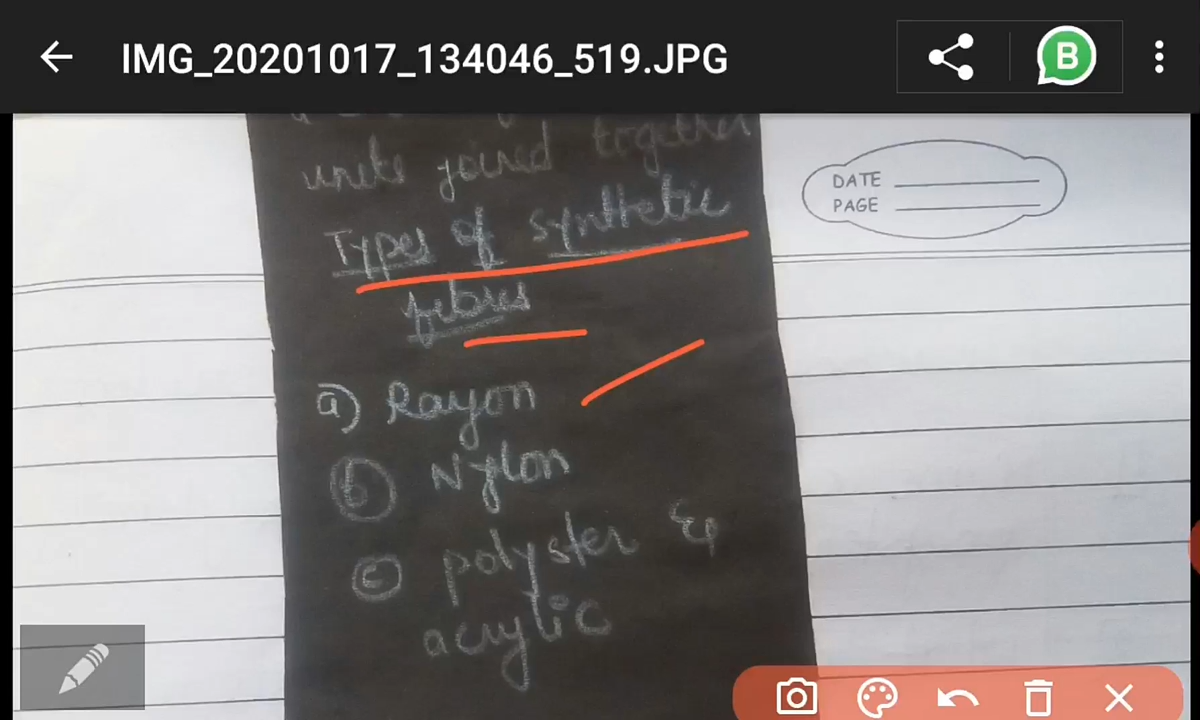 IMG_20201017_134046_519.JPG
B
DATE
PAGE
units joined together
Types of synthetic
fibres
a) Rayon
b Nylon
c polyster &
acrylic